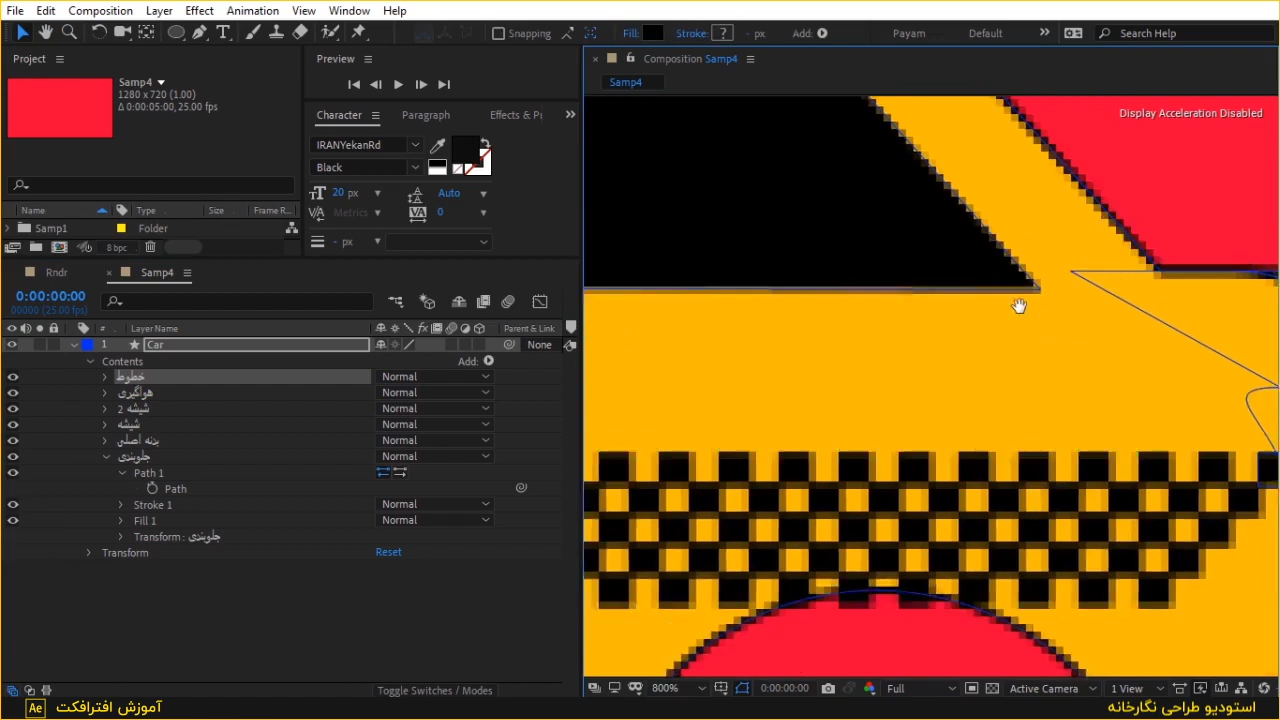 File Edit Composition Layer Effect Animation View Window Help
Snapping Fill: Stroke: ? - px Add: Payam Default Search Help
Project Preview Composition Samp4
Samp4
1280 x 720 (1.00)
Δ 0:00:05:00, 25.00 fps
Samp4
Display Acceleration Disabled
Character Paragraph Effects & P
IRANYekanRd
Black
20 px Auto
Metrics 0
- px
Name Type Size Frame R...
Samp1 Folder
8 bpc
Rndr Samp4
0:00:00:00
00000 (25.00 fps)
# Layer Name Parent & Link
1 Car None
Contents Add:
خطوط Normal
هواگیری Normal
شیشه 2 Normal
شیشه Normal
بدنه اصلی Normal
جلوبندی Normal
Path 1
Path
Stroke 1 Normal
Fill 1 Normal
Transform : جلوبندی
Transform Reset
Toggle Switches / Modes
800% 0:00:00:00 Full Active Camera 1 View
Ae آموزش افترافکت
استودیو طراحی نگارخانه